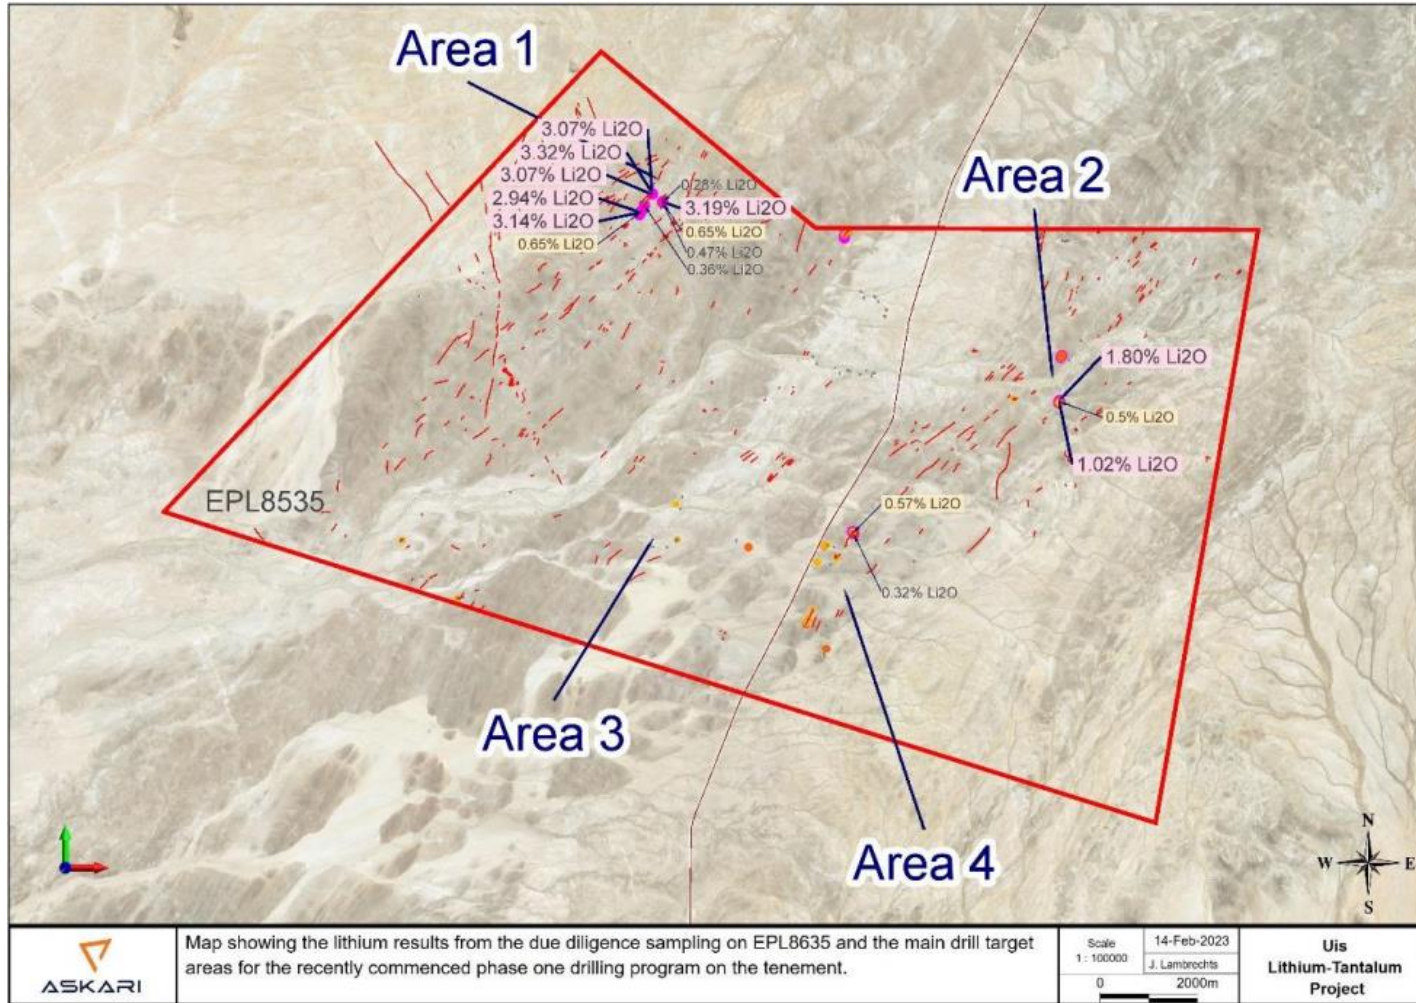 Area 1
3.07% Li2O
3.32% Li2O
3.07% Li2O
0.28% Li2O
2.94% Li2O
3.19% Li2O
3.14% Li2O
0.65% Li2O
0.65% Li2O
0.47% Li2O
0.36% Li2O
Area 2
1.80% Li2O
0.5% Li2O
1.02% Li2O
EPL8535
0.57% Li2O
0.32% Li2O
Area 3
Area 4
N
W E
S
ASKARI
Map showing the lithium results from the due diligence sampling on EPL8635 and the main drill target
areas for the recently commenced phase one drilling program on the tenement.
Scale
1 : 100000
14-Feb-2023
J. Lambrechts
0 2000m
Uis
Lithium-Tantalum
Project